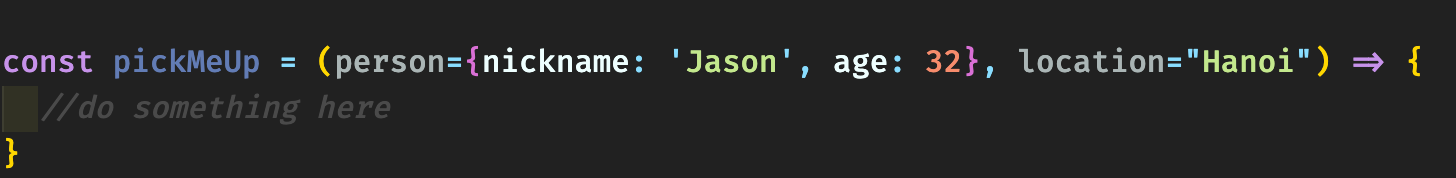 const pickMeUp = (person={nickname: 'Jason', age: 32}, location="Hanoi") => {
//do something here
}